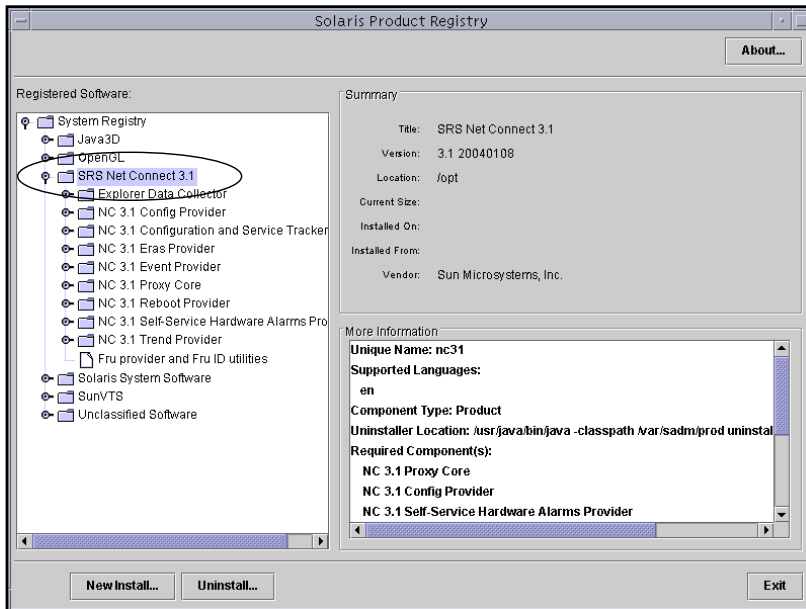 Solaris Product Registry
About...
Registered Software:
System Registry
Java3D
OpenGL
SRS Net Connect 3.1
Explorer Data Collector
NC 3.1 Config Provider
NC 3.1 Configuration and Service Tracker
NC 3.1 Eras Provider
NC 3.1 Event Provider
NC 3.1 Proxy Core
NC 3.1 Reboot Provider
NC 3.1 Self-Service Hardware Alarms Pro
NC 3.1 Trend Provider
Fru provider and Fru ID utilities
Solaris System Software
SunVTS
Unclassified Software
Summary
Title: SRS Net Connect 3.1
Version: 3.1 20040108
Location: /opt
Current Size:
Installed On:
Installed From:
Vendor: Sun Microsystems, Inc.
More Information
Unique Name: nc31
Supported Languages:
en
Component Type: Product
Uninstaller Location: /usr/java/bin/java -classpath /var/sadm/prod uninstal
Required Component(s):
NC 3.1 Proxy Core
NC 3.1 Config Provider
NC 3.1 Self-Service Hardware Alarms Provider
New Install...
Uninstall...
Exit